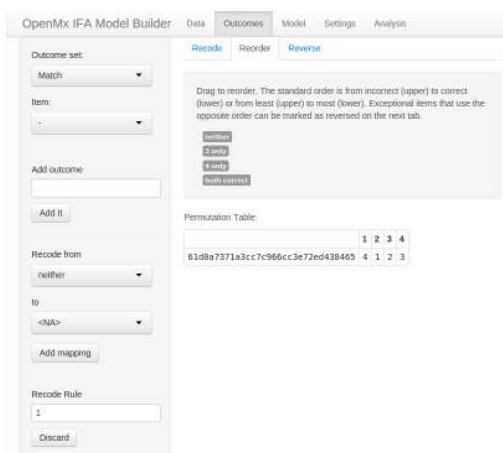 OpenMx IFA Model Builder Data Outcomes Model Settings Analysis
Outcome set:
Match
Item:
-
Add outcome
Add It
Recode from
neither
to
<NA>
Add mapping
Recode Rule
1
Discard
Recode Reorder Reverse
Drag to reorder. The standard order is from incorrect (upper) to correct
(lower) or from least (upper) to most (lower). Exceptional items that use the
opposite order can be marked as reversed on the next tab.
neither
3 only
4 only
both correct
Permutation Table:
1 2 3 4
61d0a7371a3cc7c966cc3e72ed438465 4 1 2 3